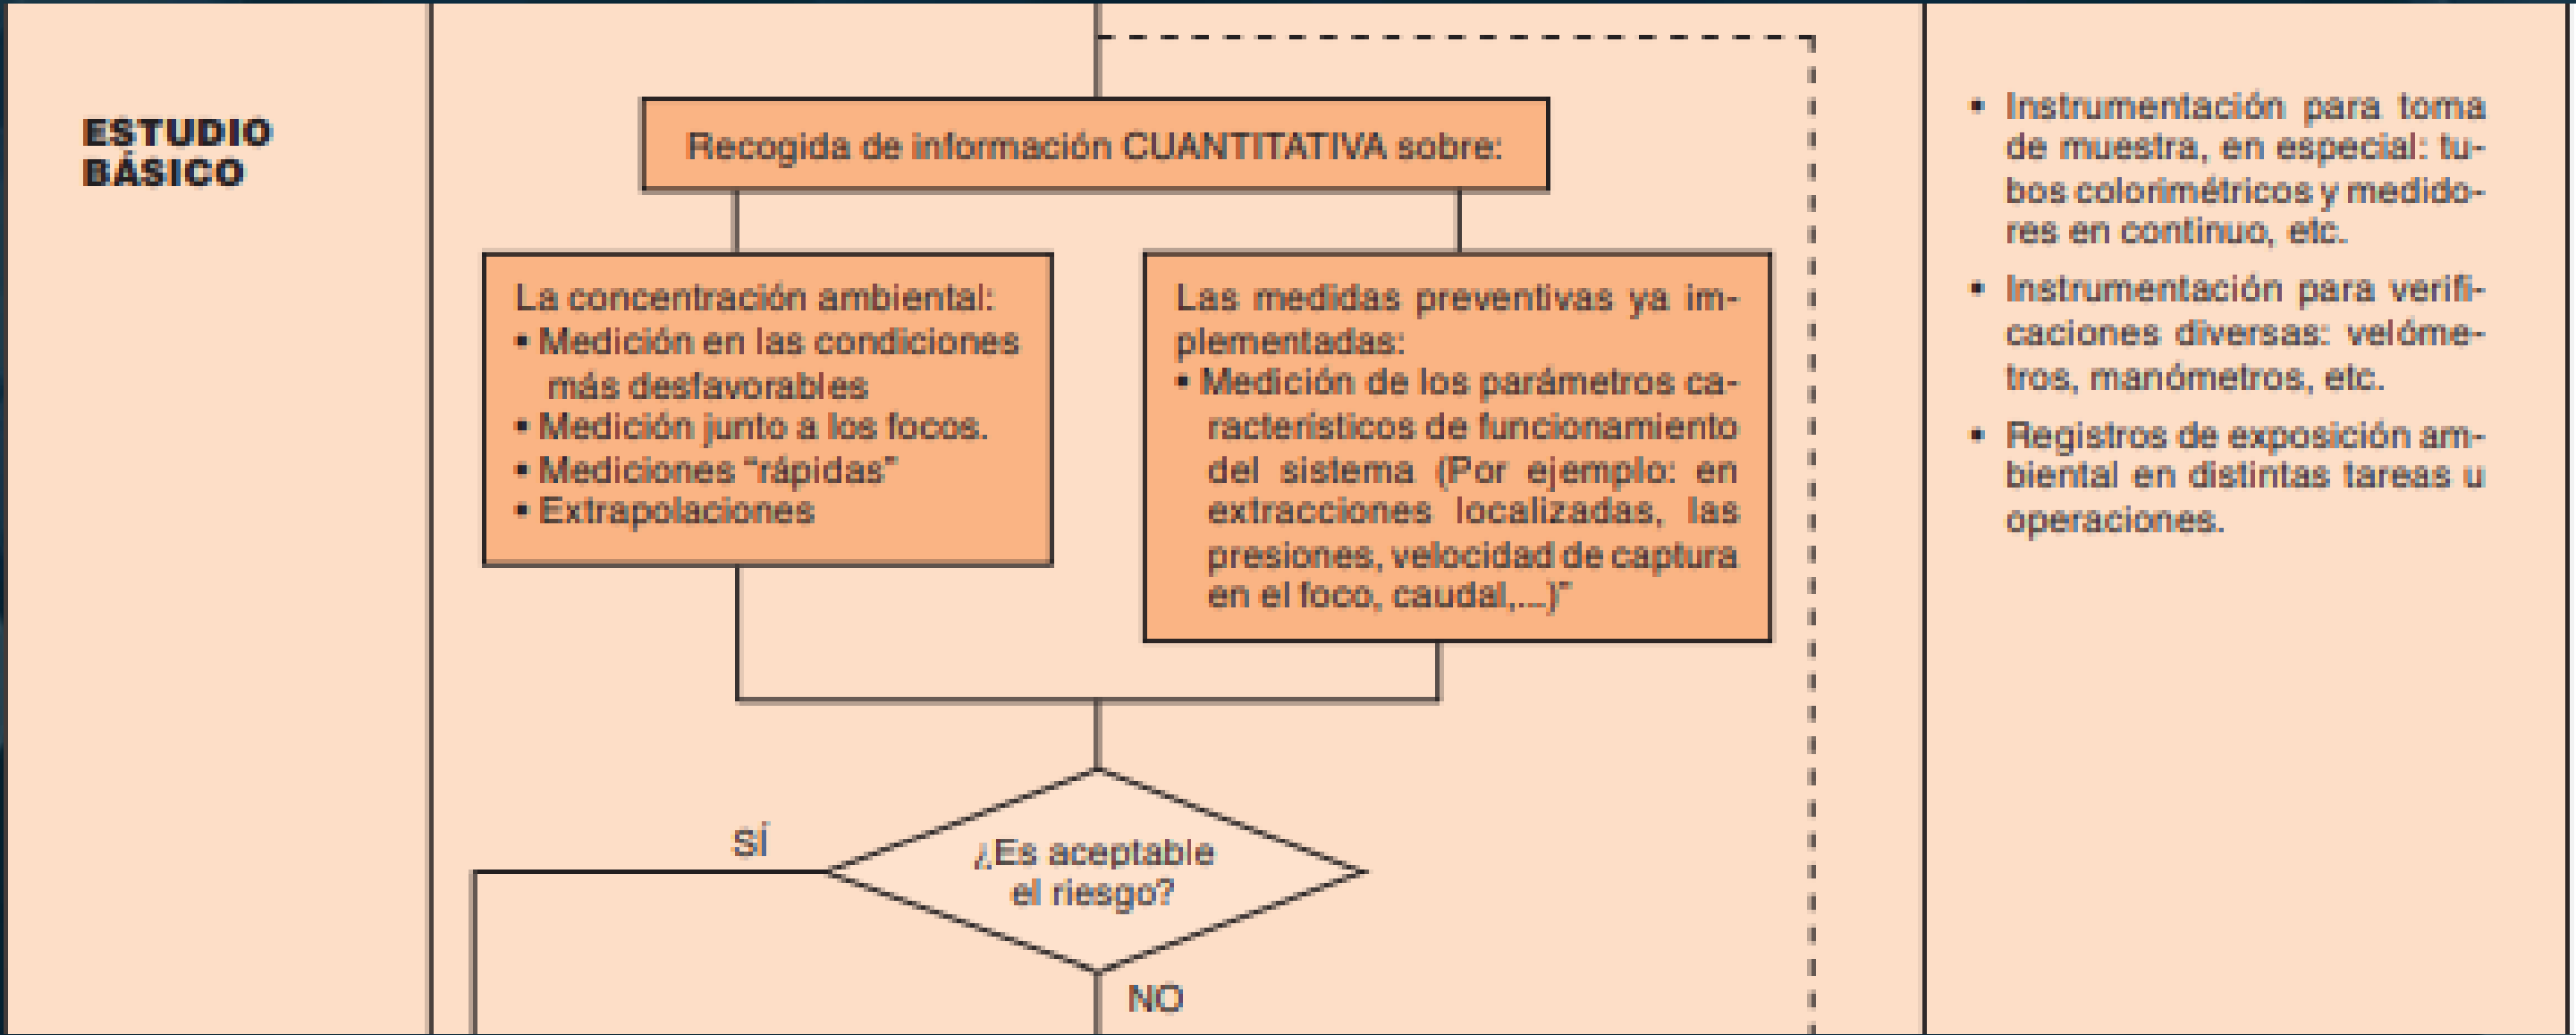 ESTUDIO
BÁSICO
Recogida de información CUANTITATIVA sobre:
La concentración ambiental:
• Medición en las condiciones
más desfavorables
• Medición junto a los focos.
• Mediciones “rápidas”
• Extrapolaciones
Las medidas preventivas ya im-
plementadas:
• Medición de los parámetros ca-
racterísticos de funcionamiento
del sistema (Por ejemplo: en
extracciones localizadas, las
presiones, velocidad de captura
en el foco, caudal,...)”
¿Es aceptable
el riesgo?
SÍ
NO
• Instrumentación para toma
de muestra, en especial: tu-
bos colorimétricos y medido-
res en continuo, etc.
• Instrumentación para verifi-
caciones diversas: velóme-
tros, manómetros, etc.
• Registros de exposición am-
biental en distintas tareas u
operaciones.